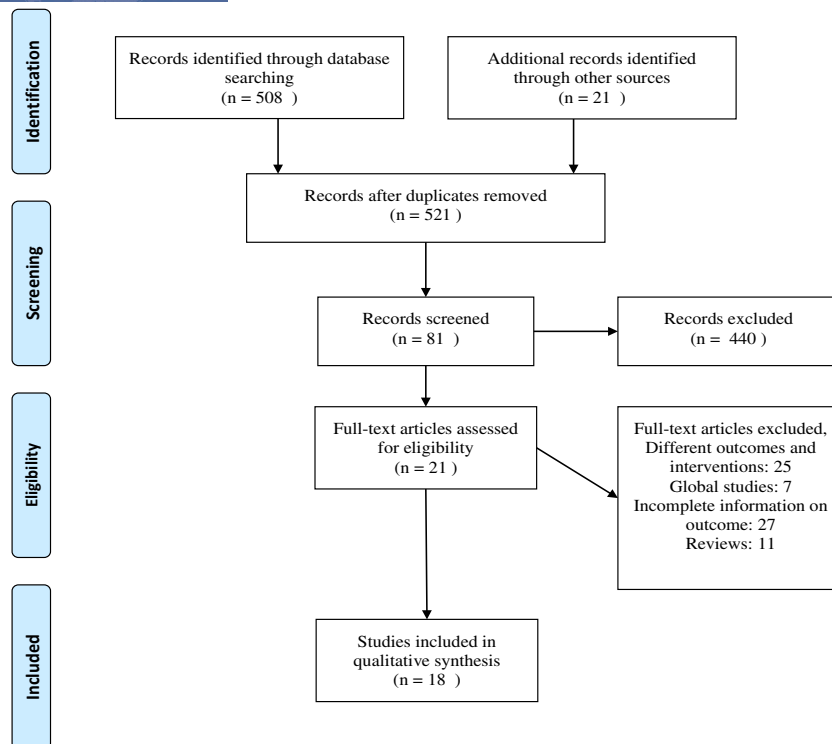 Identification
Records identified through database
searching
(n = 508 )
Additional records identified
through other sources
(n = 21 )
Records after duplicates removed
(n = 521 )
Screening
Records screened
(n = 81 )
Records excluded
(n = 440 )
Eligibility
Full-text articles assessed
for eligibility
(n = 21 )
Full-text articles excluded,
Different outcomes and
interventions: 25
Global studies: 7
Incomplete information on
outcome: 27
Reviews: 11
Included
Studies included in
qualitative synthesis
(n = 18 )